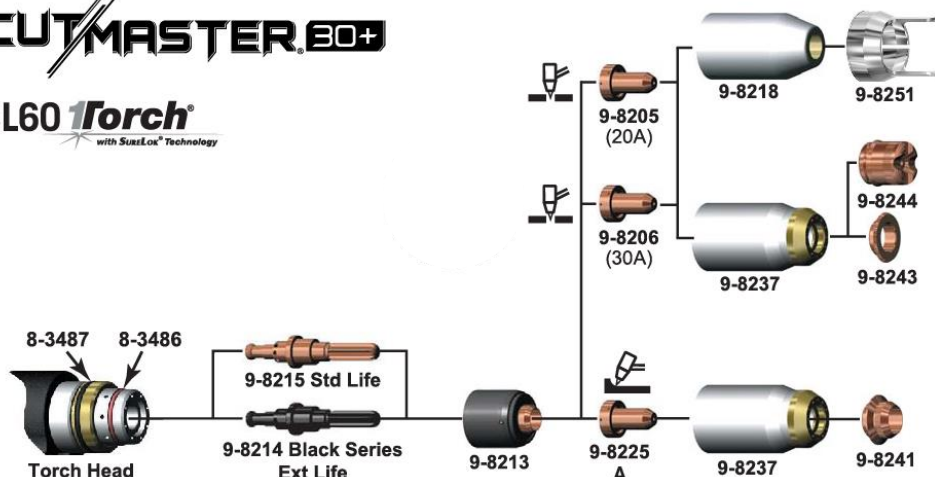 CUTMASTER® 30+
SL60 1Torch®
with SureLok® Technology
9-8205
(20A)
9-8218
9-8251
9-8206
(30A)
9-8237
9-8244
9-8243
8-3487
8-3486
Torch Head
9-8215 Std Life
9-8214 Black Series
Ext Life
9-8213
9-8225
A
9-8237
9-8241